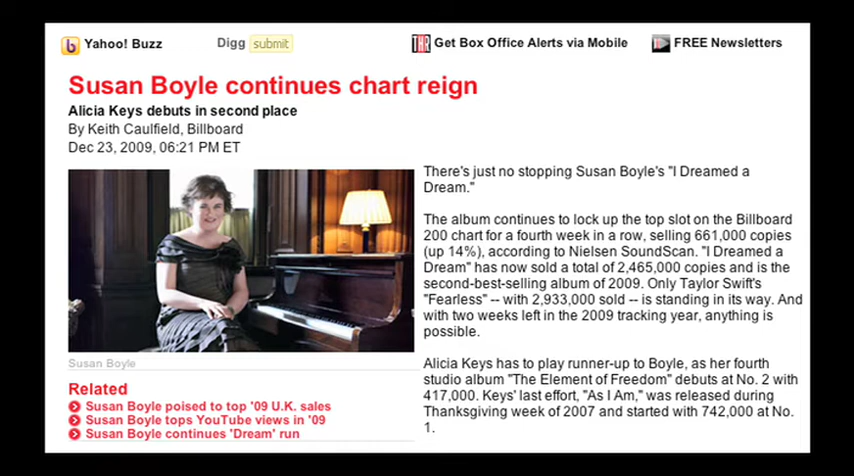 Yahoo! Buzz Digg submit THR Get Box Office Alerts via Mobile FREE Newsletters
Susan Boyle continues chart reign
Alicia Keys debuts in second place
By Keith Caulfield, Billboard
Dec 23, 2009, 06:21 PM ET
There's just no stopping Susan Boyle's "I Dreamed a
Dream."
The album continues to lock up the top slot on the Billboard
200 chart for a fourth week in a row, selling 661,000 copies
(up 14%), according to Nielsen SoundScan. "I Dreamed a
Dream" has now sold a total of 2,465,000 copies and is the
second-best-selling album of 2009. Only Taylor Swift's
"Fearless" -- with 2,933,000 sold -- is standing in its way. And
with two weeks left in the 2009 tracking year, anything is
possible.
Alicia Keys has to play runner-up to Boyle, as her fourth
studio album "The Element of Freedom" debuts at No. 2 with
417,000. Keys' last effort, "As I Am," was released during
Thanksgiving week of 2007 and started with 742,000 at No.
1.
Susan Boyle
Related
Susan Boyle poised to top '09 U.K. sales
Susan Boyle tops YouTube views in '09
Susan Boyle continues 'Dream' run